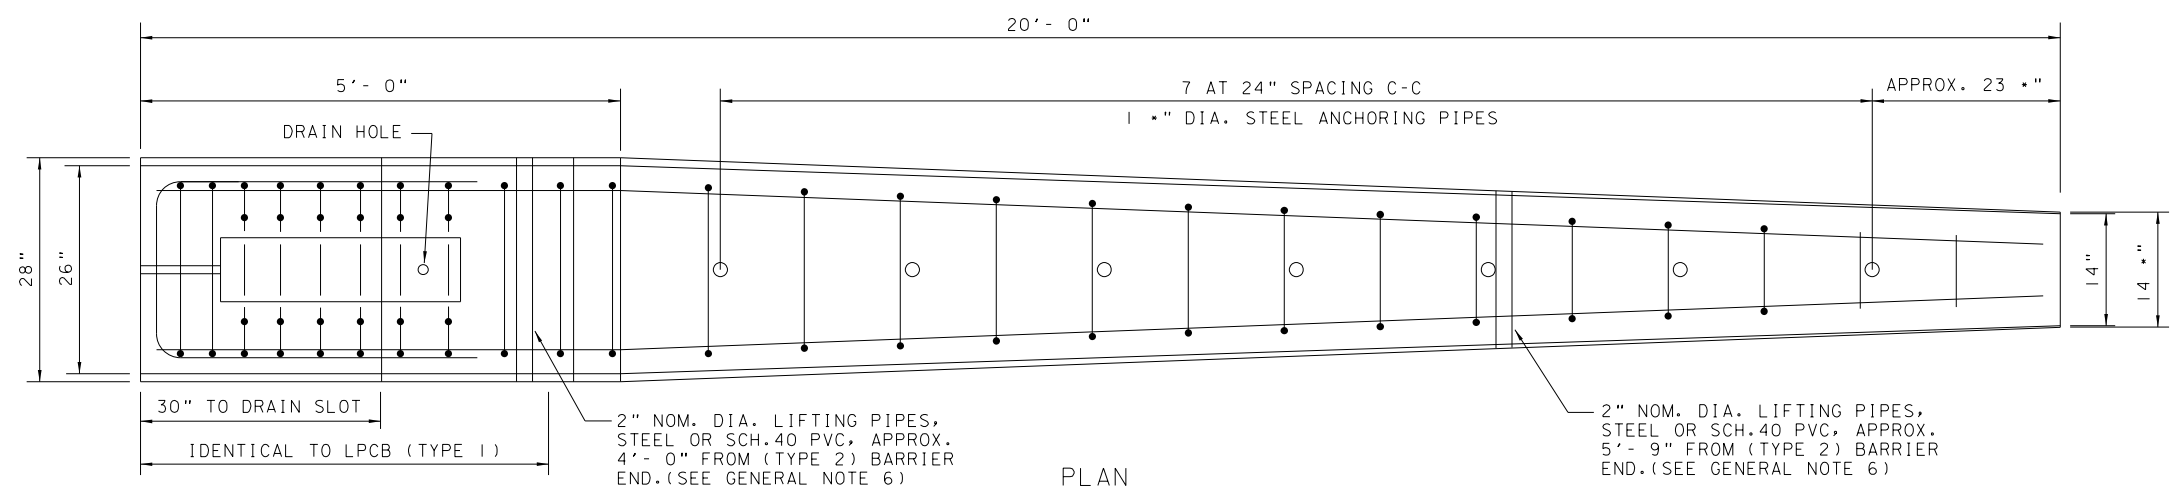 20'- 0"
5'- 0"
7 AT 24" SPACING C-C
APPROX. 23 *"
1 *" DIA. STEEL ANCHORING PIPES
DRAIN HOLE
28"
26"
14"
14 *"
30" TO DRAIN SLOT
IDENTICAL TO LPCB (TYPE 1)
2" NOM. DIA. LIFTING PIPES,
STEEL OR SCH.40 PVC, APPROX.
4'- 0" FROM (TYPE 2) BARRIER
END.(SEE GENERAL NOTE 6)
2" NOM. DIA. LIFTING PIPES,
STEEL OR SCH.40 PVC, APPROX.
5'- 9" FROM (TYPE 2) BARRIER
END.(SEE GENERAL NOTE 6)
PLAN